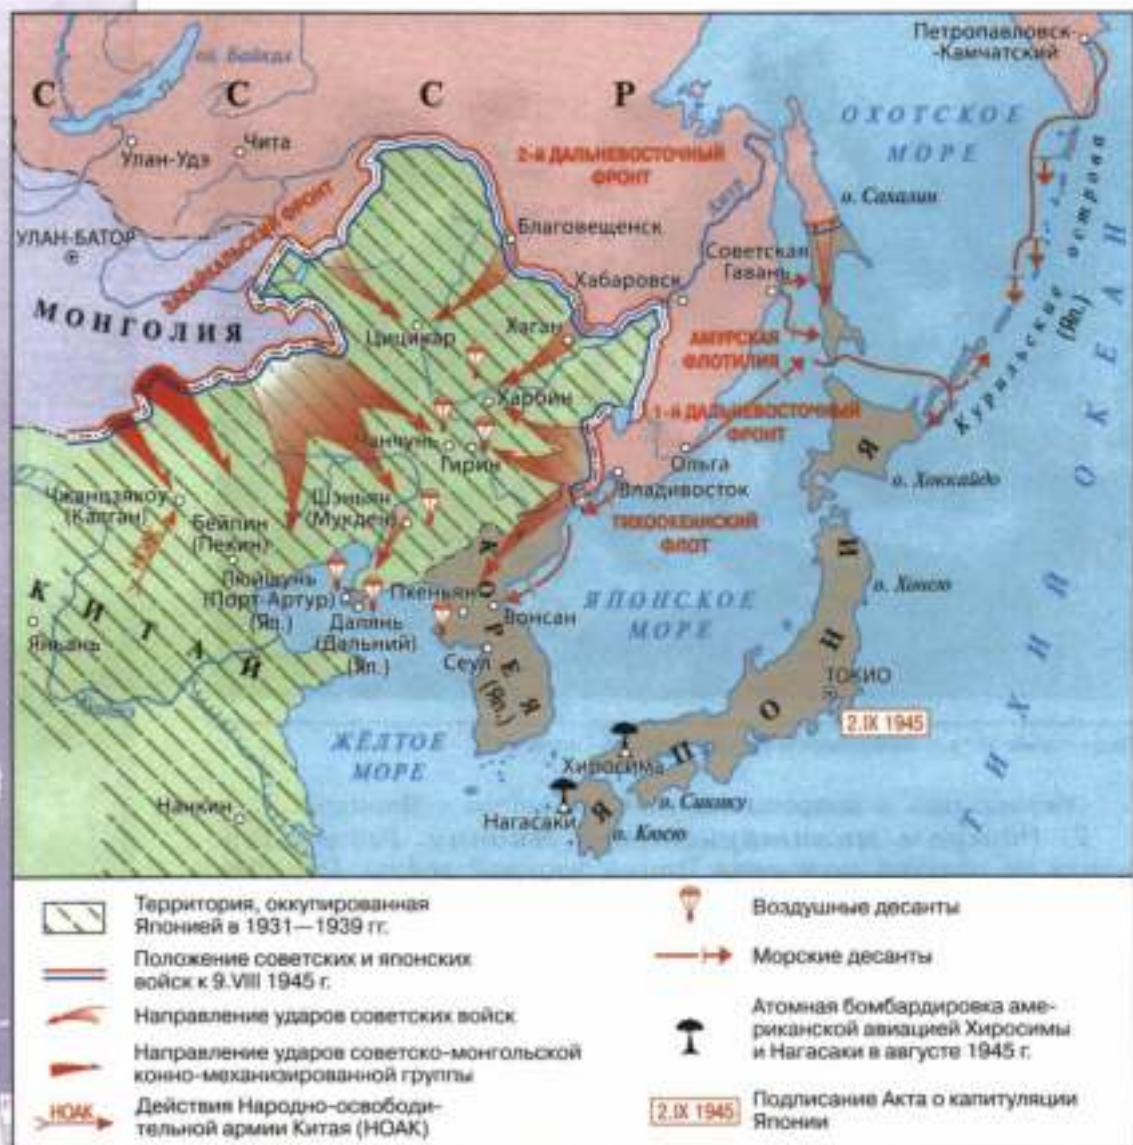 Петропавловск-
-Камчатский
оз. Байкал
С С С Р
ОХОТСКОЕ
МОРЕ
Улан-Удэ
Чита
2-й ДАЛЬНЕВОСТОЧНЫЙ
ФРОНТ
Амур
о. Сахалин
ЗАБАЙКАЛЬСКИЙ ФРОНТ
УЛАН-БАТОР
Благовещенск
Советская
Гавань
Хабаровск
МОНГОЛИЯ
Цицикар
Хаган
АМУРСКАЯ
ФЛОТИЛИЯ
Курильские острова
(Яп.)
Харбин
1-й ДАЛЬНЕВОСТОЧНЫЙ
ФРОНТ
Чанчунь
Гирин
Ольга
Владивосток
о. Хоккайдо
Чжанцзякоу
(Калган)
Шэньян
(Мукден)
Бейпин
(Пекин)
НОАК
ТИХООКЕАНСКИЙ
ФЛОТ
Люйшунь
(Порт-Артур)
(Яп.)
Далянь
(Дальний)
(Яп.)
Пхеньян
Вонсан
Сеул
КОРЕЯ
(Яп.)
ЯПОНСКОЕ
МОРЕ
о. Хонсю
КИТАЙ
Яньань
ТОКИО
2.IX 1945
ЖЁЛТОЕ
МОРЕ
Хиросима
ЯПОНИЯ
ТИХИЙ ОКЕАН
Нанкин
Нагасаки
о. Сикоку
о. Кюсю
Территория, оккупированная
Японией в 1931—1939 гг.
Положение советских и японских
войск к 9.VIII 1945 г.
Направление ударов советских войск
Направление ударов советско-монгольской
конно-механизированной группы
НОАК
Действия Народно-освободи-
тельной армии Китая (НОАК)
Воздушные десанты
Морские десанты
Атомная бомбардировка аме-
риканской авиацией Хиросимы
и Нагасаки в августе 1945 г.
2.IX 1945
Подписание Акта о капитуляции
Японии